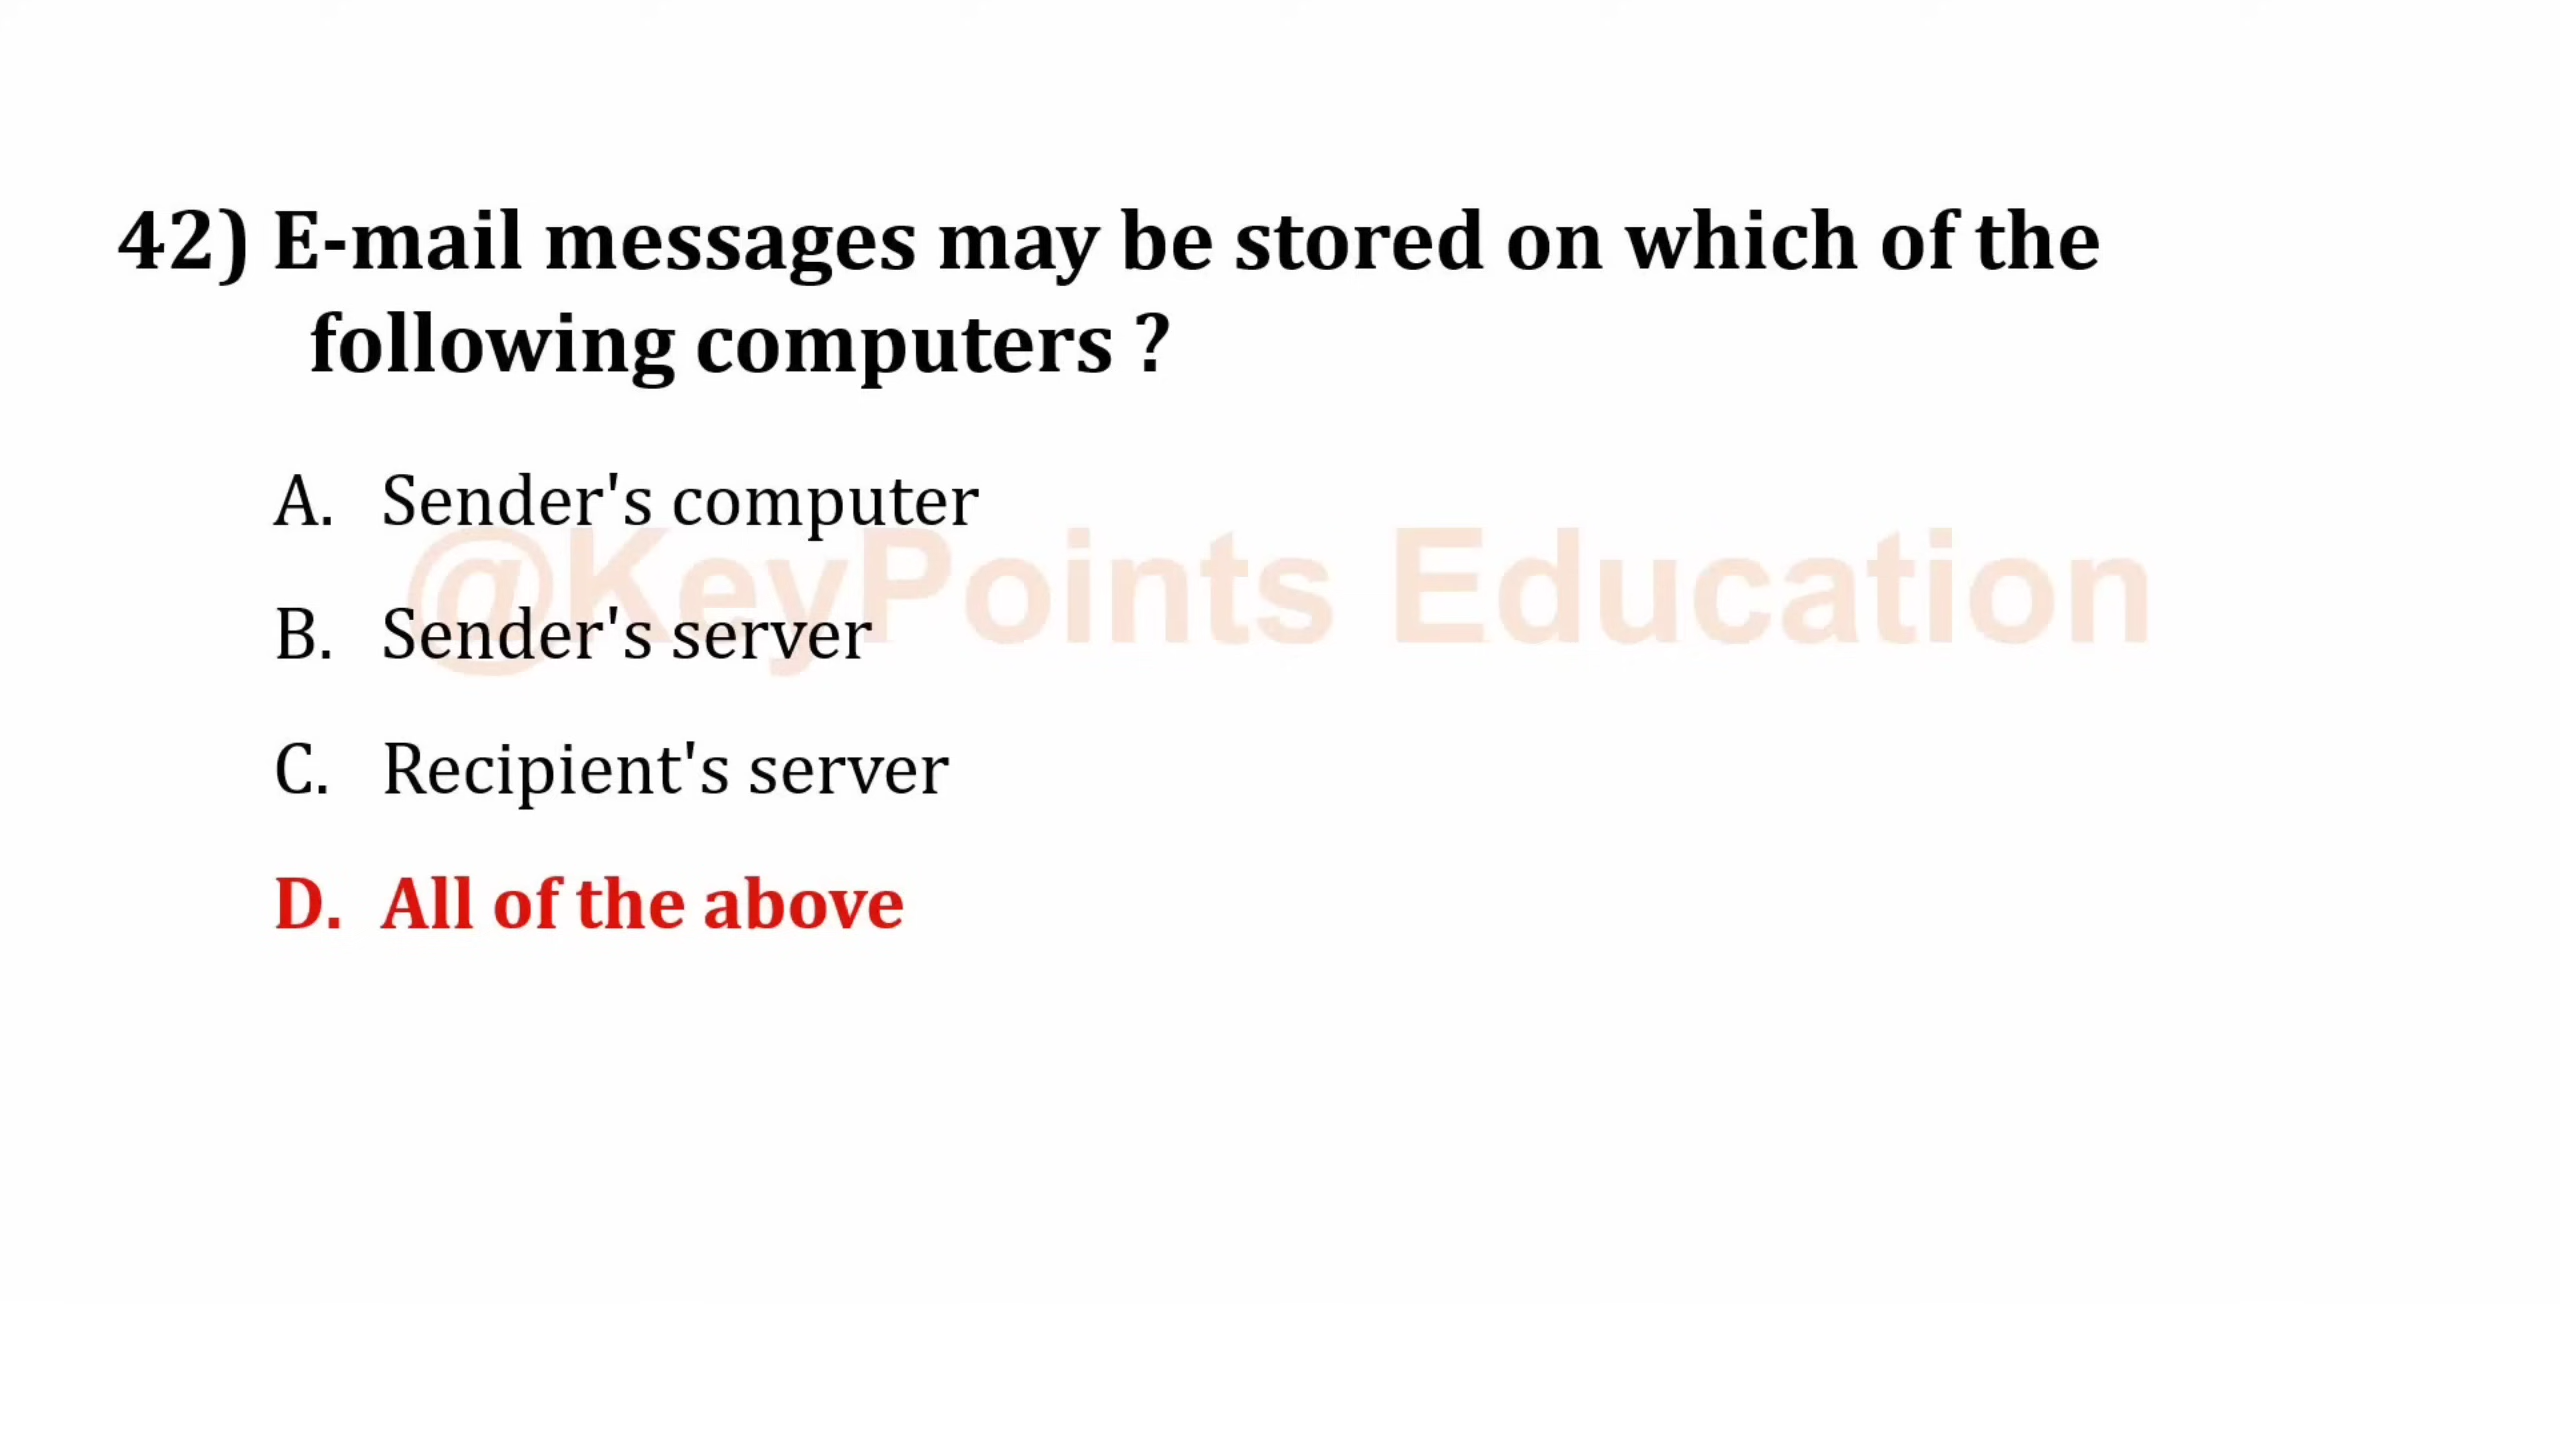 42) E-mail messages may be stored on which of the
following computers ?
A. Sender's computer
@KeyPoints Education
B. Sender's server
C. Recipient's server
D. All of the above